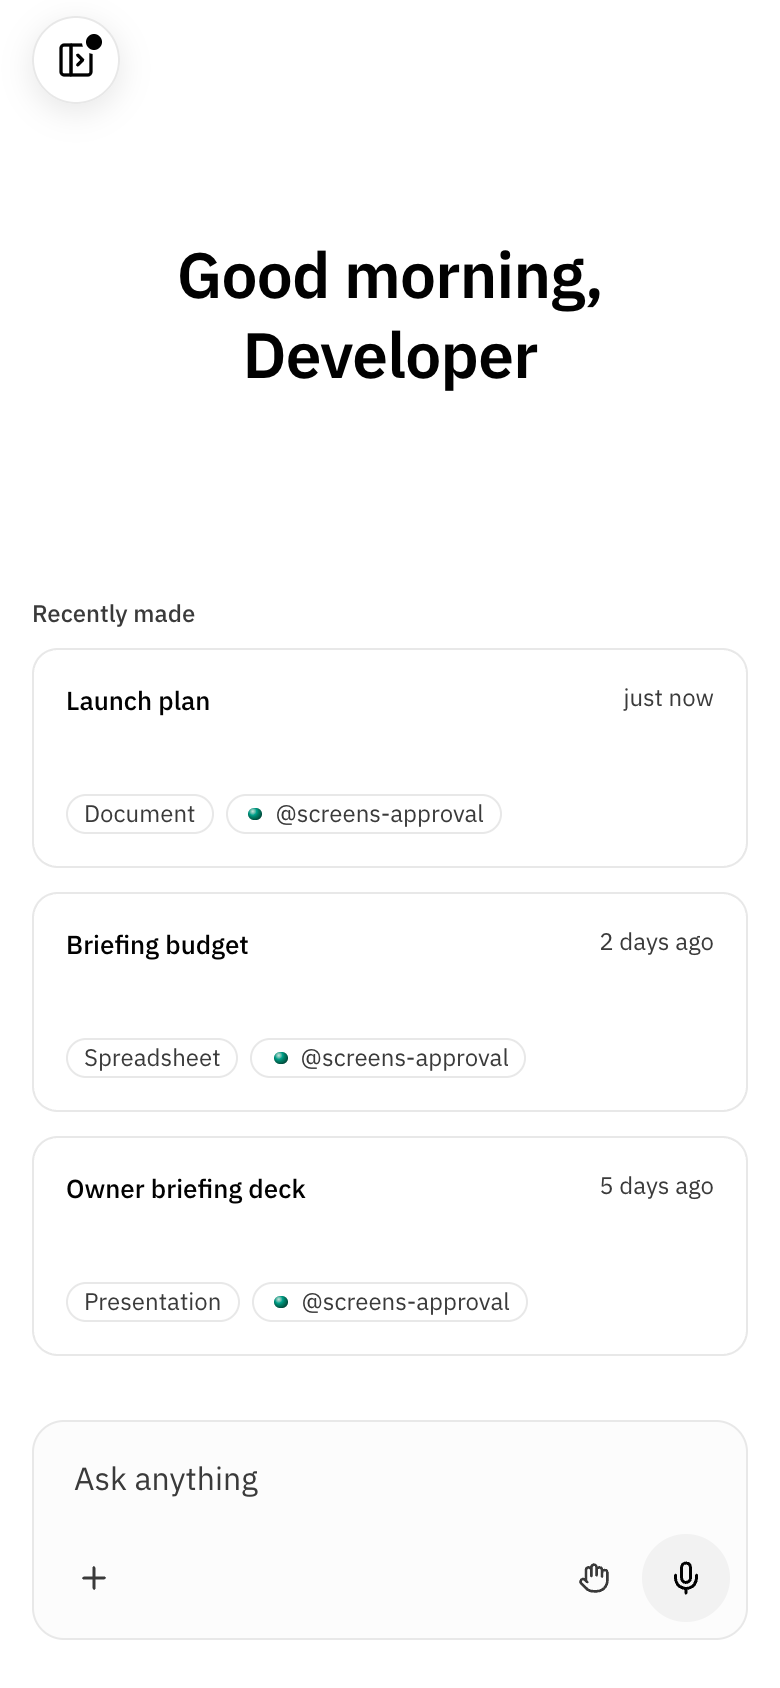 Good morning,
Developer
Recently made
Launch plan
just now
Document
@screens-approval
Briefing budget
2 days ago
Spreadsheet
@screens-approval
Owner briefing deck
5 days ago
Presentation
@screens-approval
Ask anything